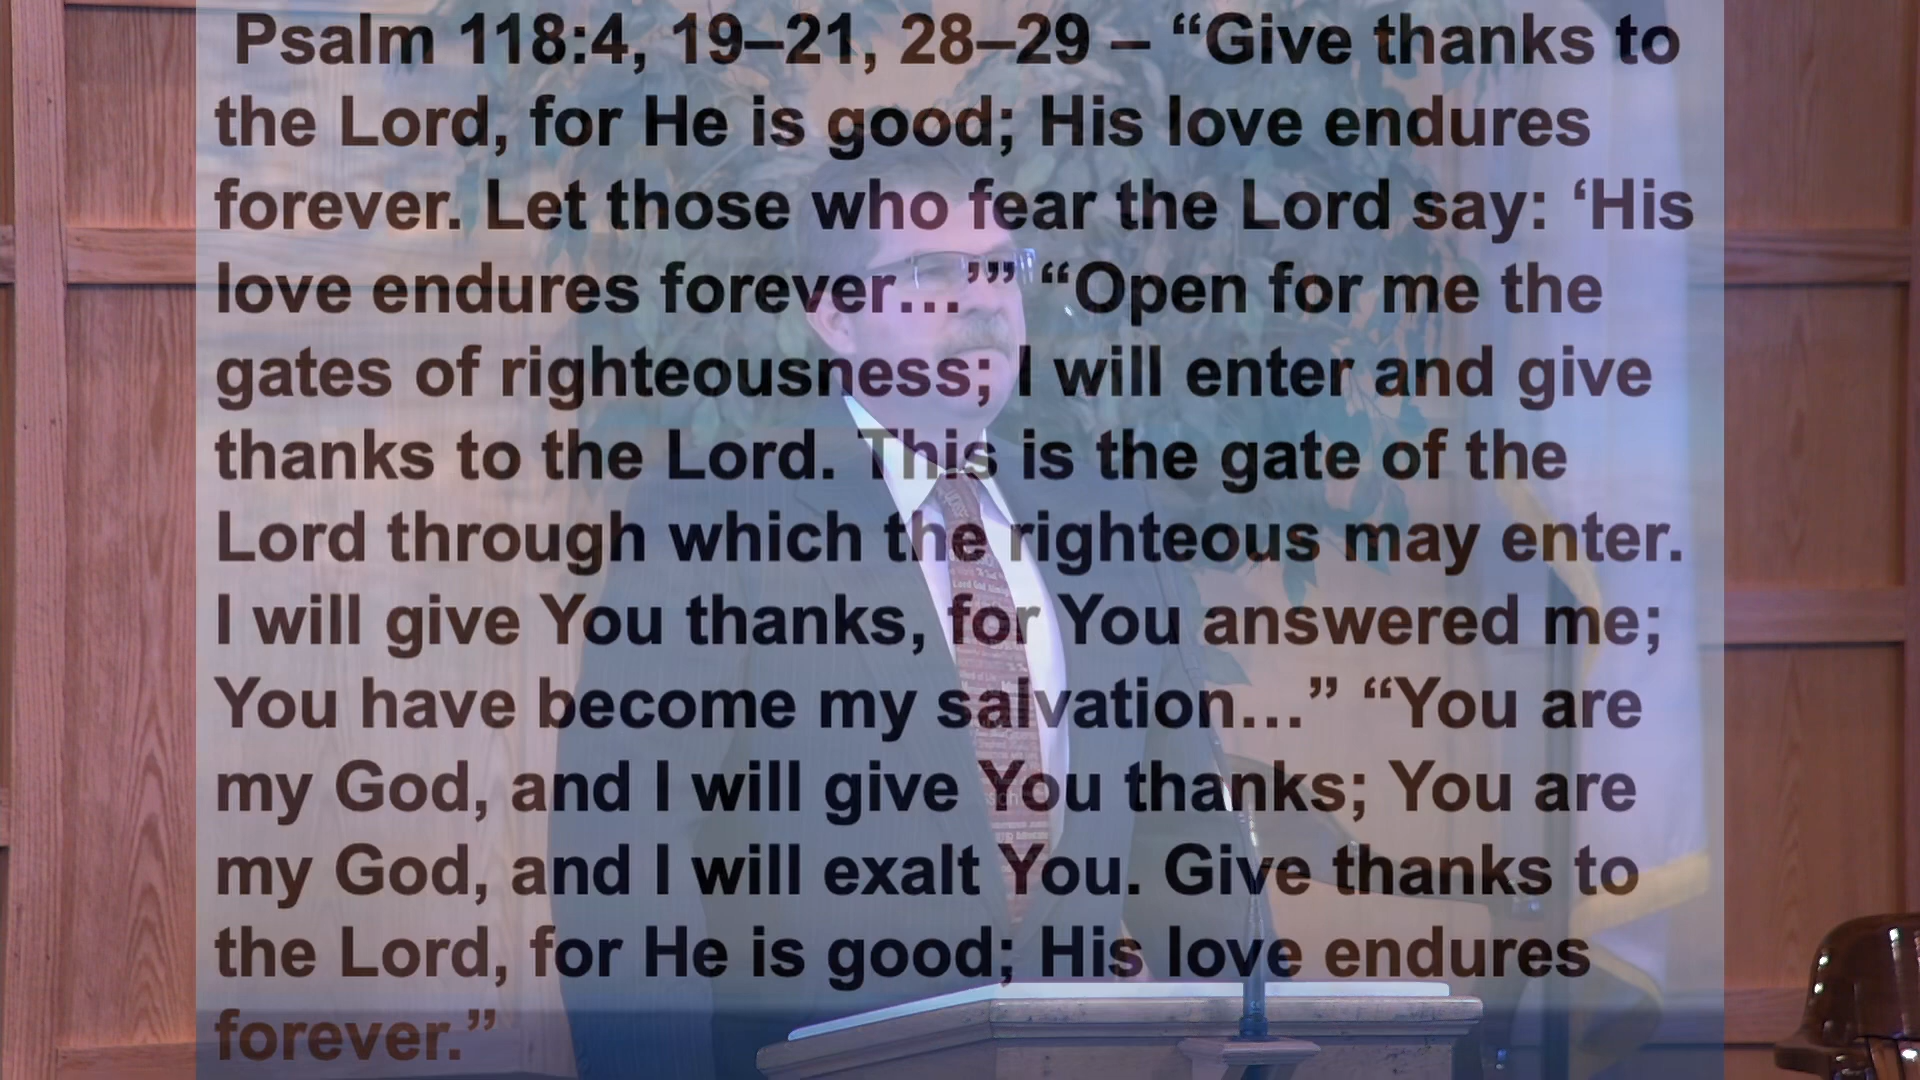 Psalm 118:4, 19–21, 28–29 – “Give thanks to
the Lord, for He is good; His love endures
forever. Let those who fear the Lord say: ‘His
love endures forever…’” “Open for me the
gates of righteousness; I will enter and give
thanks to the Lord. This is the gate of the
Lord through which the righteous may enter.
I will give You thanks, for You answered me;
You have become my salvation…” “You are
my God, and I will give You thanks; You are
my God, and I will exalt You. Give thanks to
the Lord, for He is good; His love endures
forever.”